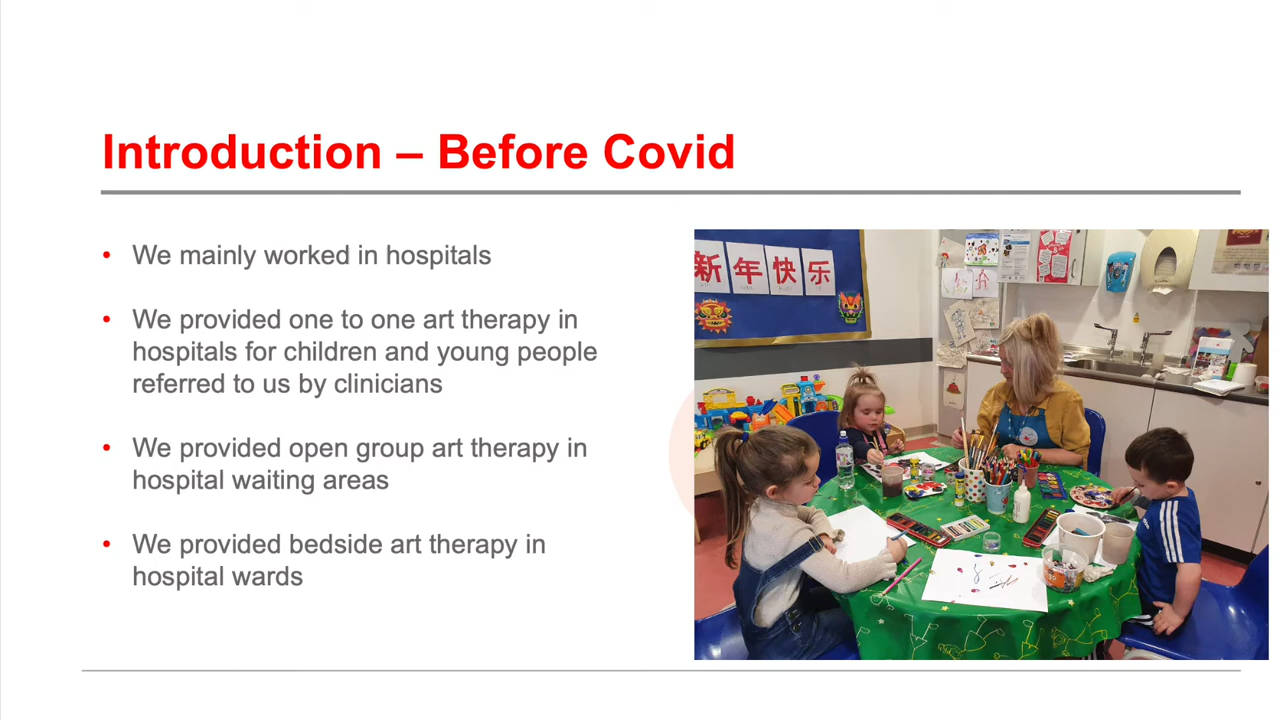 Introduction – Before Covid
• We mainly worked in hospitals
• We provided one to one art therapy in
hospitals for children and young people
referred to us by clinicians
• We provided open group art therapy in
hospital waiting areas
• We provided bedside art therapy in
hospital wards
新年快乐